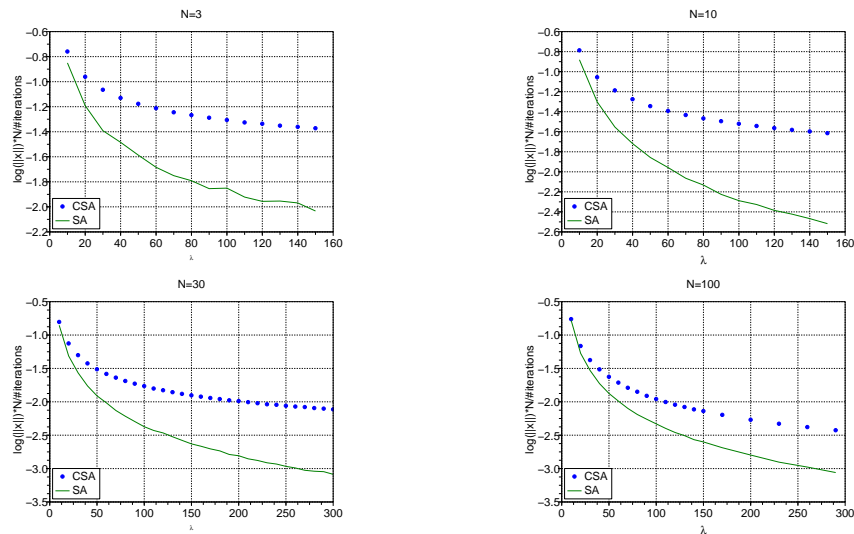 N=3
−0.6
−0.8
−1.0
−1.2
−1.4
−1.6
−1.8
−2.0
−2.2
log(||x||)*N/#iterations
CSA
SA
0 20 40 60 80 100 120 140 160
λ
N=10
−0.6
−0.8
−1.0
−1.2
−1.4
−1.6
−1.8
−2.0
−2.2
−2.4
−2.6
log(||x||)*N/#iterations
CSA
SA
0 20 40 60 80 100 120 140 160
λ
N=30
−0.5
−1.0
−1.5
−2.0
−2.5
−3.0
−3.5
log(||x||)*N/#iterations
CSA
SA
0 50 100 150 200 250 300
λ
N=100
−0.5
−1.0
−1.5
−2.0
−2.5
−3.0
−3.5
log(||x||)*N/#iterations
CSA
SA
0 50 100 150 200 250 300
λ